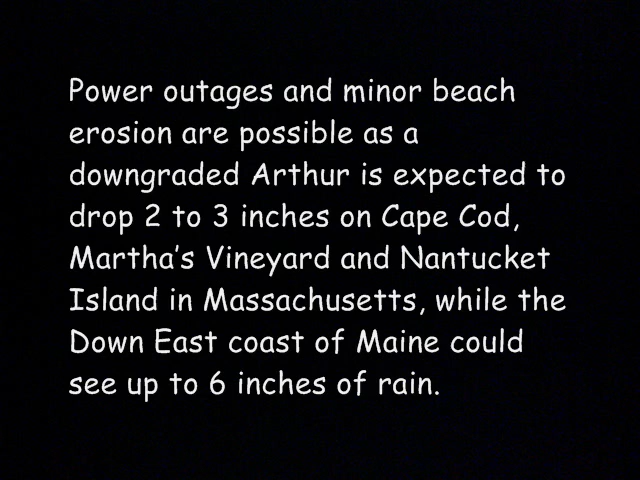 Power outages and minor beach
erosion are possible as a
downgraded Arthur is expected to
drop 2 to 3 inches on Cape Cod,
Martha's Vineyard and Nantucket
Island in Massachusetts, while the
Down East coast of Maine could
see up to 6 inches of rain.